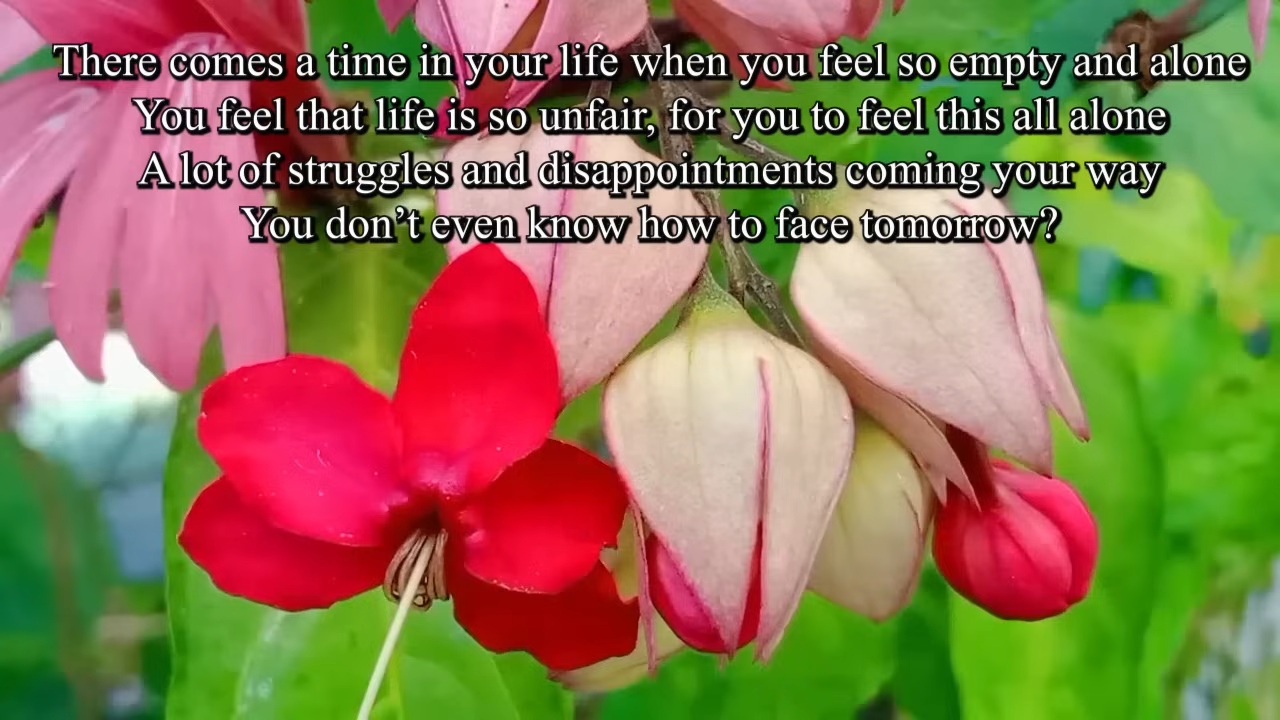 There comes a time in your life when you feel so empty and alone
You feel that life is so unfair, for you to feel this all alone
A lot of struggles and disappointments coming your way
You don’t even know how to face tomorrow?